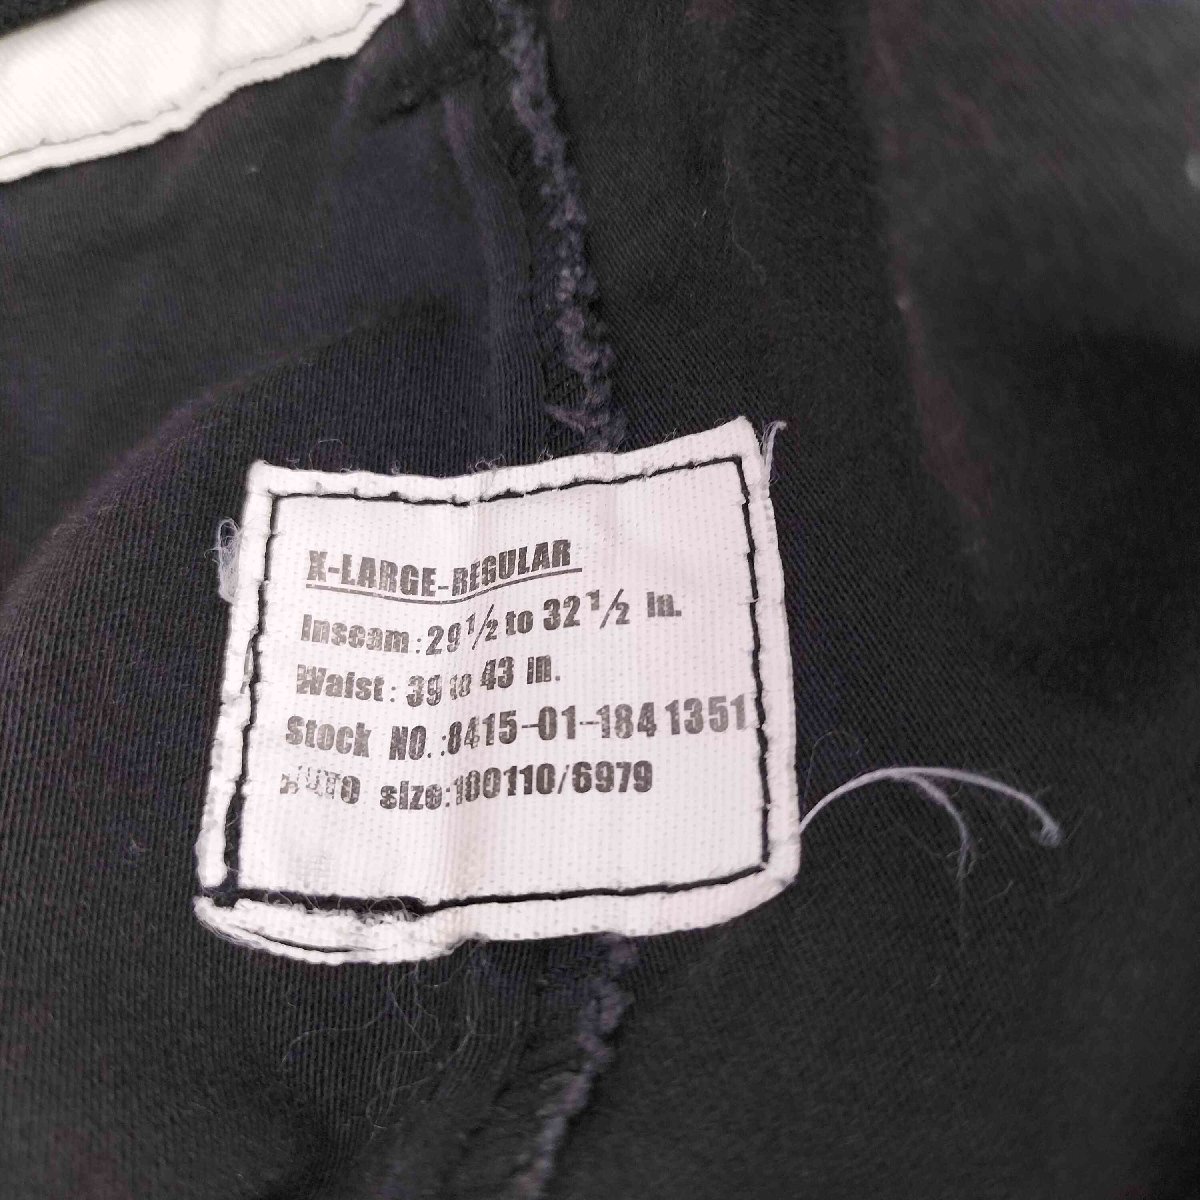 X-LARGE-REGULAR
Inseam: 29 1/2 to 32 1/2 in.
Waist: 39 to 43 in.
Stock NO.:8415-01-184 1351
size:100110/6979